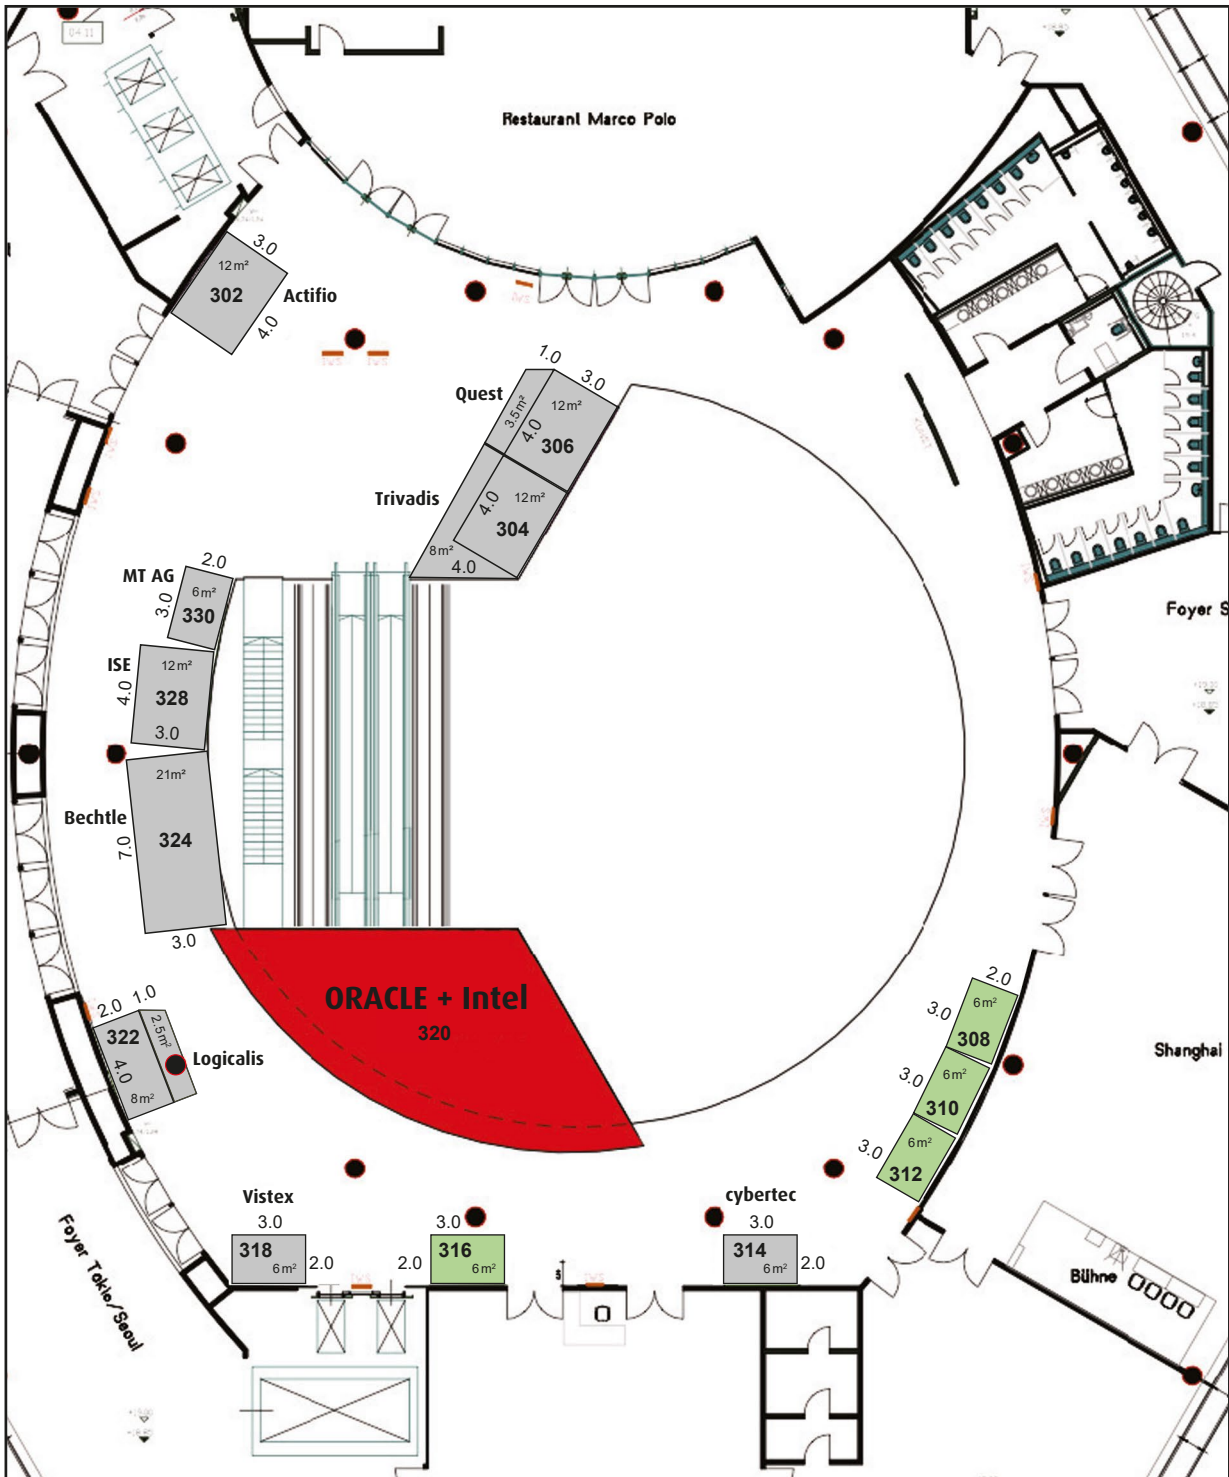 04.11
Restaurant Marco Polo
3.0
12m²
302
Actifio
4.0
1.0
3.0
Quest
3.5m²
12m²
4.0
306
Trivadis
4.0
12m²
304
8m²
4.0
MT AG
2.0
6m²
3.0
330
Foyer S
ISE
12m²
4.0
328
3.0
21m²
Bechtle
324
7.0
3.0
ORACLE + Intel
320
2.0
1.0
322
2.5m²
Logicalis
4.0
8m²
2.0
6m²
3.0
308
Shanghai
6m²
3.0
310
6m²
3.0
312
Vistex
3.0
318
6m²
2.0
3.0
316
6m²
2.0
cybertec
3.0
314
6m²
2.0
Foyer Tokio/Seoul
Bühne